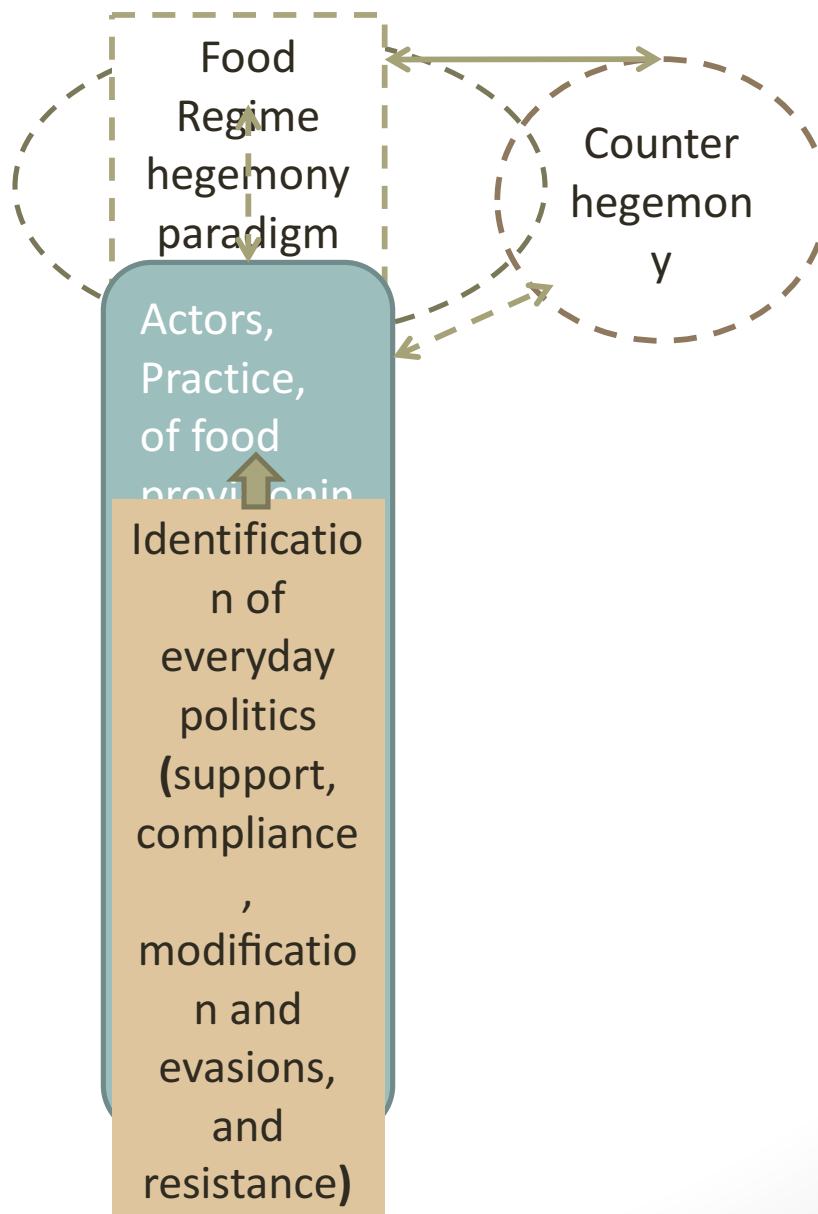 Food
Regime
hegemony
paradigm
Counter
hegemon
y
Actors,
Practice,
of food
provisionin
Identificatio
n of
everyday
politics
(support,
compliance
,
modificatio
n and
evasions,
and
resistance)